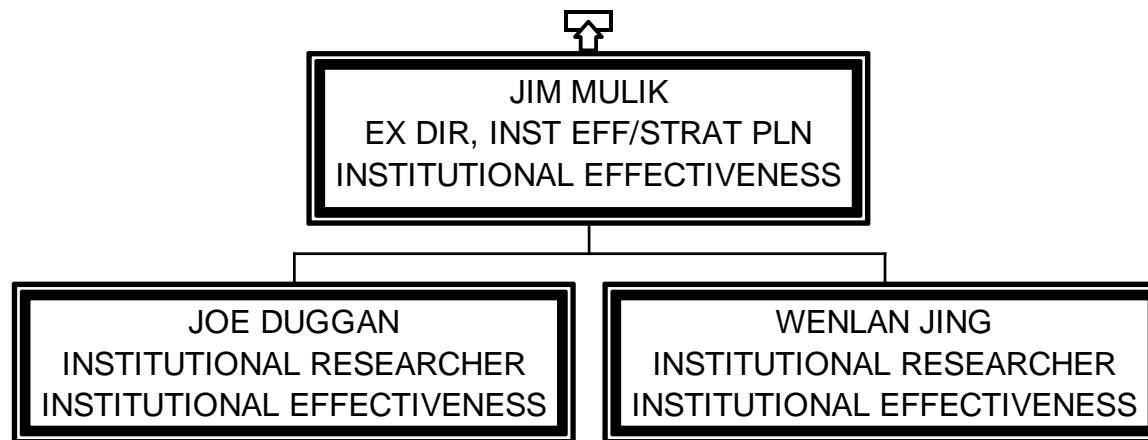 JIM MULIK
EX DIR, INST EFF/STRAT PLN
INSTITUTIONAL EFFECTIVENESS
JOE DUGGAN
INSTITUTIONAL RESEARCHER
INSTITUTIONAL EFFECTIVENESS
WENLAN JING
INSTITUTIONAL RESEARCHER
INSTITUTIONAL EFFECTIVENESS